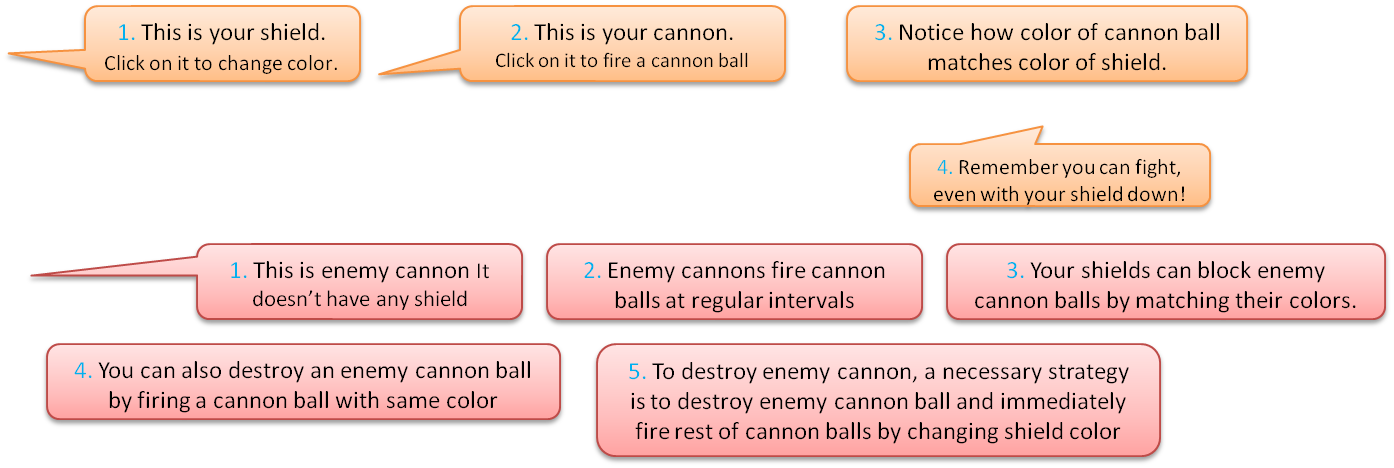 1. This is your shield.
Click on it to change color.
2. This is your cannon.
Click on it to fire a cannon ball
3. Notice how color of cannon ball
matches color of shield.
4. Remember you can fight,
even with your shield down!
1. This is enemy cannon It
doesn't have any shield
2. Enemy cannons fire cannon
balls at regular intervals
3. Your shields can block enemy
cannon balls by matching their colors.
4. You can also destroy an enemy cannon ball
by firing a cannon ball with same color
5. To destroy enemy cannon, a necessary strategy
is to destroy enemy cannon ball and immediately
fire rest of cannon balls by changing shield color